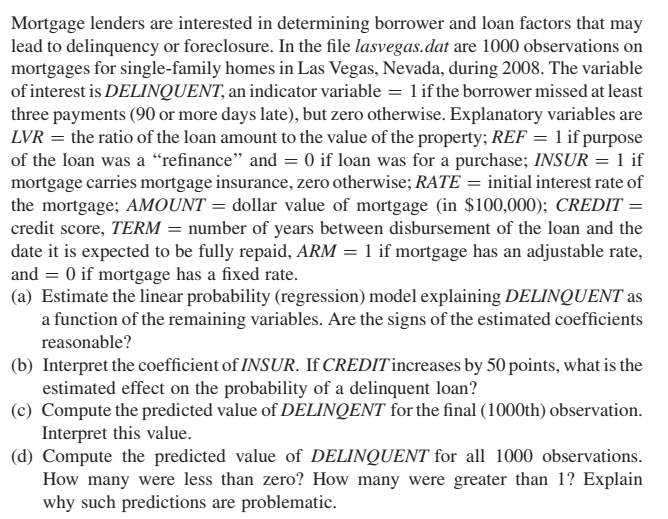 Mortgage lenders are interested in determining borrower and loan factors that may
lead to delinquency or foreclosure. In the file lasvegas.dat are 1000 observations on
mortgages for single-family homes in Las Vegas, Nevada, during 2008. The variable
of interest is DELINQUENT, an indicator variable = 1 if the borrower missed at least
three payments (90 or more days late), but zero otherwise. Explanatory variables are
LVR = the ratio of the loan amount to the value of the property; REF = 1 if purpose
of the loan was a “refinance” and = 0 if loan was for a purchase; INSUR = 1 if
mortgage carries mortgage insurance, zero otherwise; RATE = initial interest rate of
the mortgage; AMOUNT = dollar value of mortgage (in $100,000); CREDIT =
credit score, TERM = number of years between disbursement of the loan and the
date it is expected to be fully repaid, ARM = 1 if mortgage has an adjustable rate,
and = 0 if mortgage has a fixed rate.
(a) Estimate the linear probability (regression) model explaining DELINQUENT as
a function of the remaining variables. Are the signs of the estimated coefficients
reasonable?
(b) Interpret the coefficient of INSUR. If CREDIT increases by 50 points, what is the
estimated effect on the probability of a delinquent loan?
(c) Compute the predicted value of DELINQENT for the final (1000th) observation.
Interpret this value.
(d) Compute the predicted value of DELINQUENT for all 1000 observations.
How many were less than zero? How many were greater than 1? Explain
why such predictions are problematic.